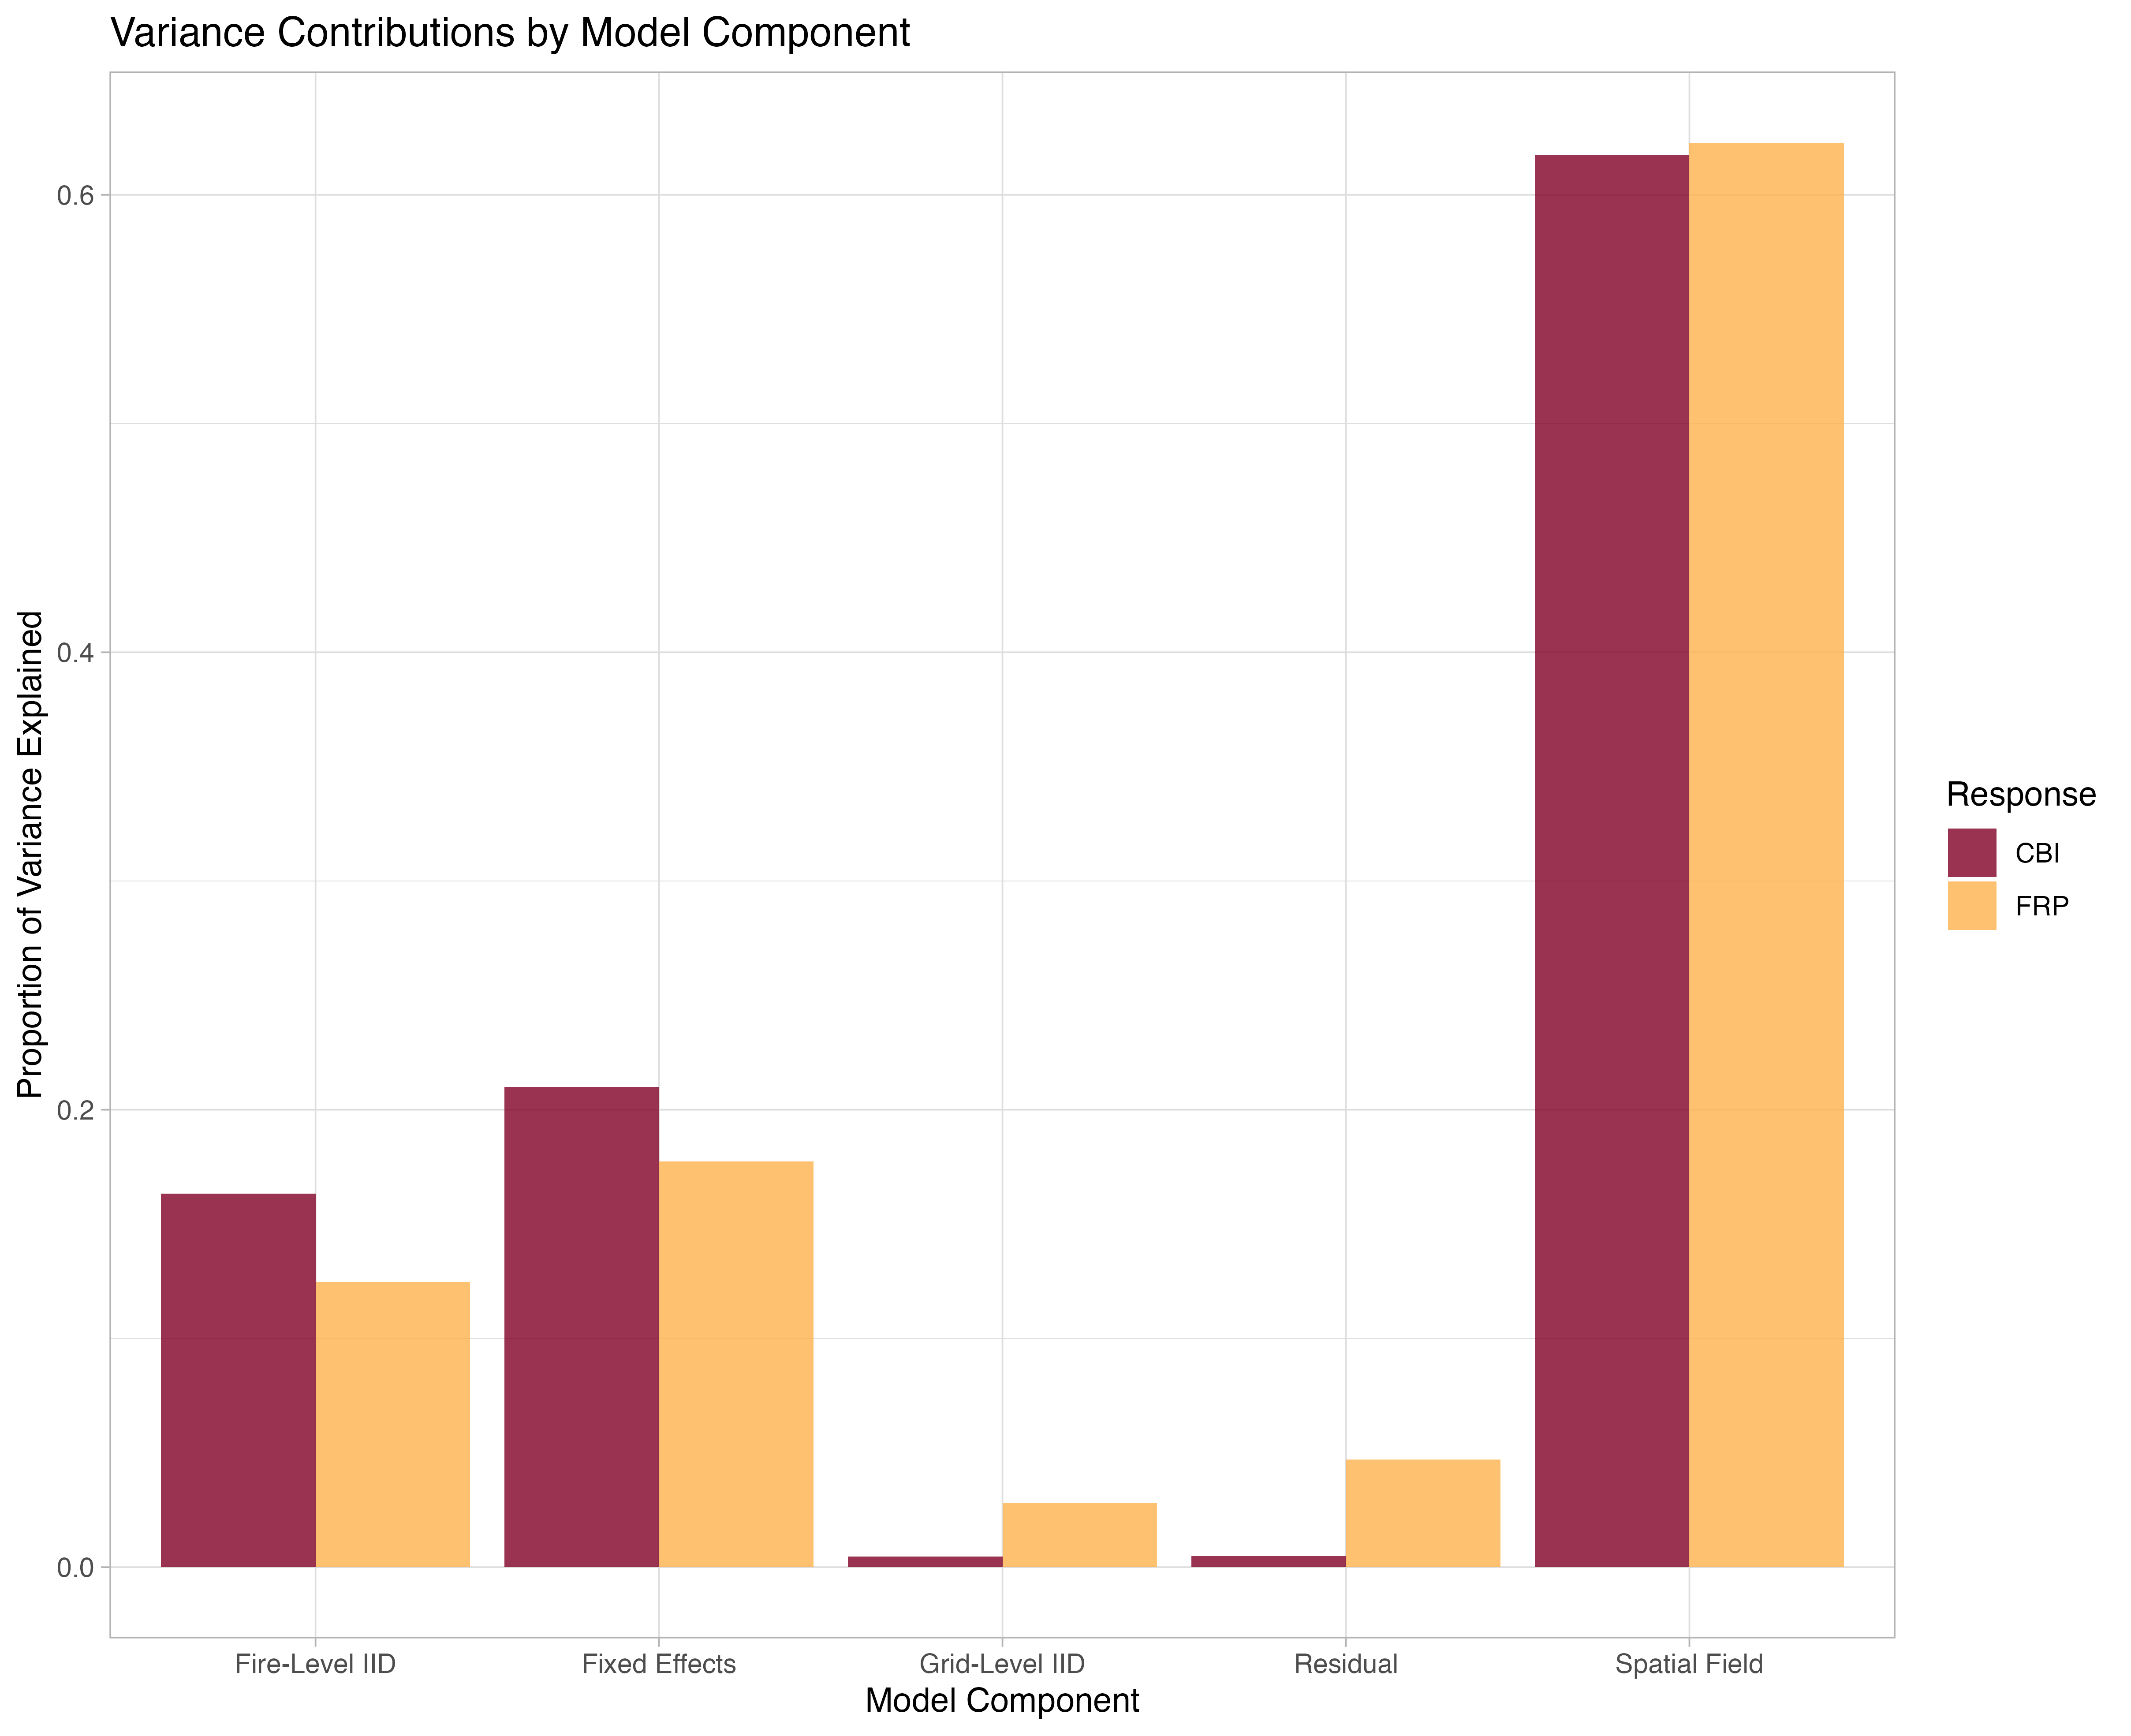 Variance Contributions by Model Component
Proportion of Variance Explained
0.6
0.4
0.2
0.0
Fire-Level IID
Fixed Effects
Grid-Level IID
Residual
Spatial Field
Model Component
Response
CBI
FRP